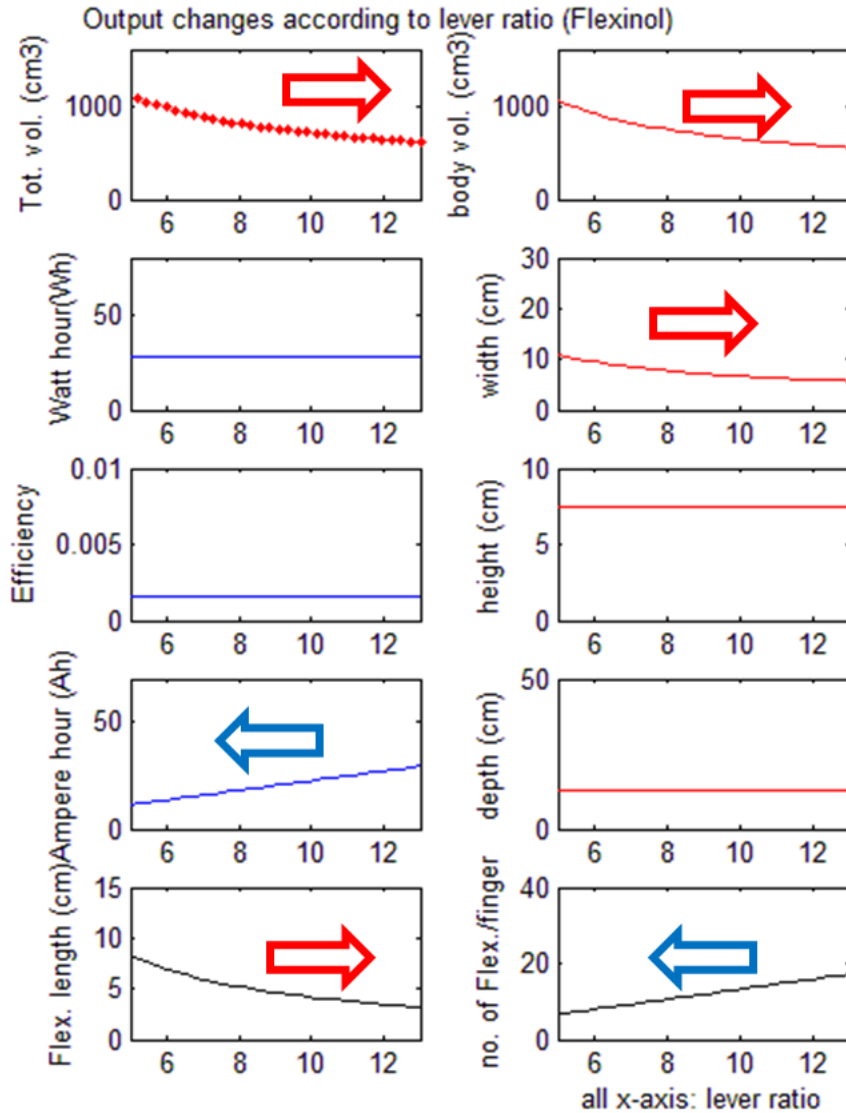 Output changes according to lever ratio (Flexinol)
Tot. vol. (cm3)
1000
0
6 8 10 12
body vol. (cm3)
1000
0
6 8 10 12
Watt hour(Wh)
50
0
6 8 10 12
width (cm)
30
20
10
0
6 8 10 12
Efficiency
0.01
0.005
0
6 8 10 12
height (cm)
10
5
0
6 8 10 12
Ampere hour (Ah)
50
0
6 8 10 12
depth (cm)
50
0
6 8 10 12
Flex. length (cm)
15
10
5
0
6 8 10 12
no. of Flex./finger
40
20
0
6 8 10 12
all x-axis: lever ratio